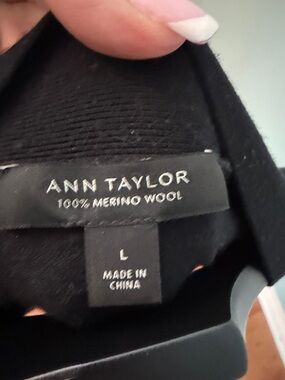 ANN TAYLOR
100% MERINO WOOL
L
MADE IN
CHINA